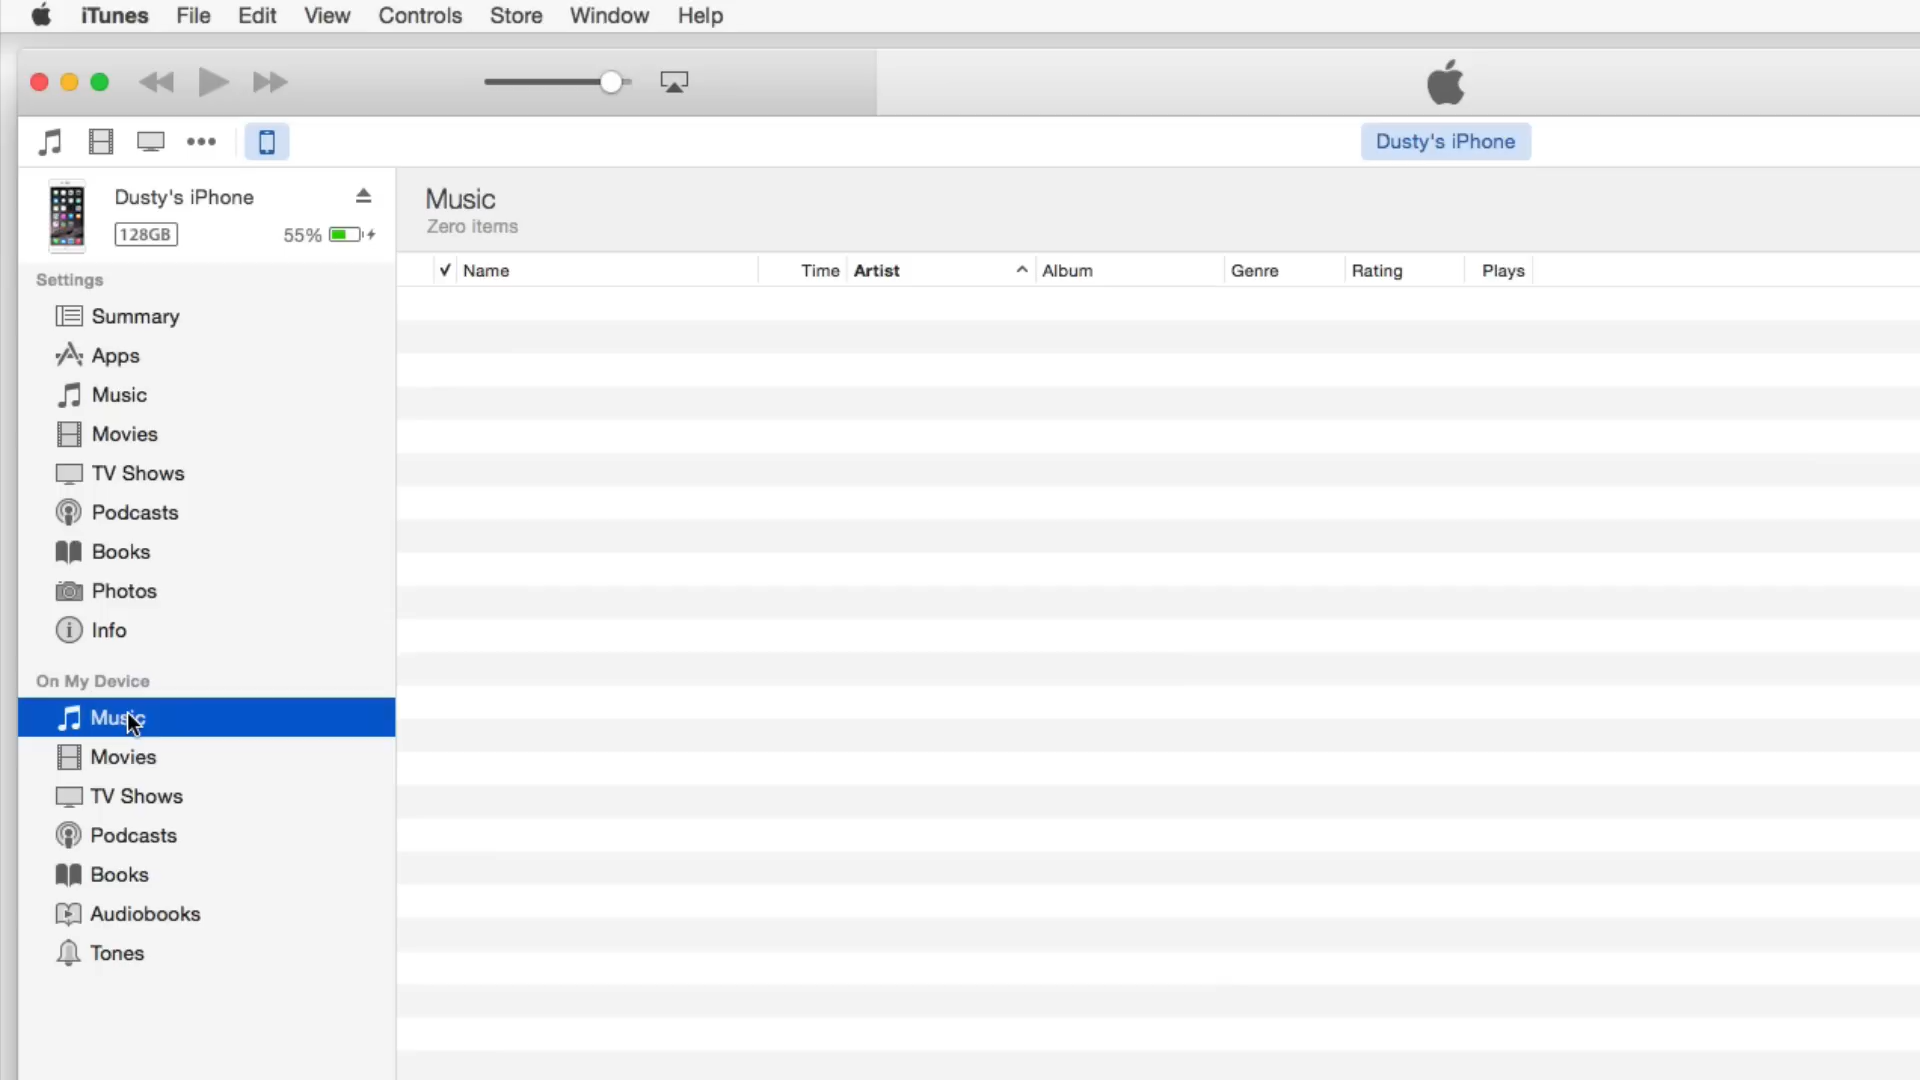 iTunes File Edit View Controls Store Window Help
Dusty's iPhone
Dusty's iPhone
128GB 55%
Music
Zero items
✓ Name Time Artist Album Genre Rating Plays
Settings
Summary
Apps
Music
Movies
TV Shows
Podcasts
Books
Photos
Info
On My Device
Music
Movies
TV Shows
Podcasts
Books
Audiobooks
Tones